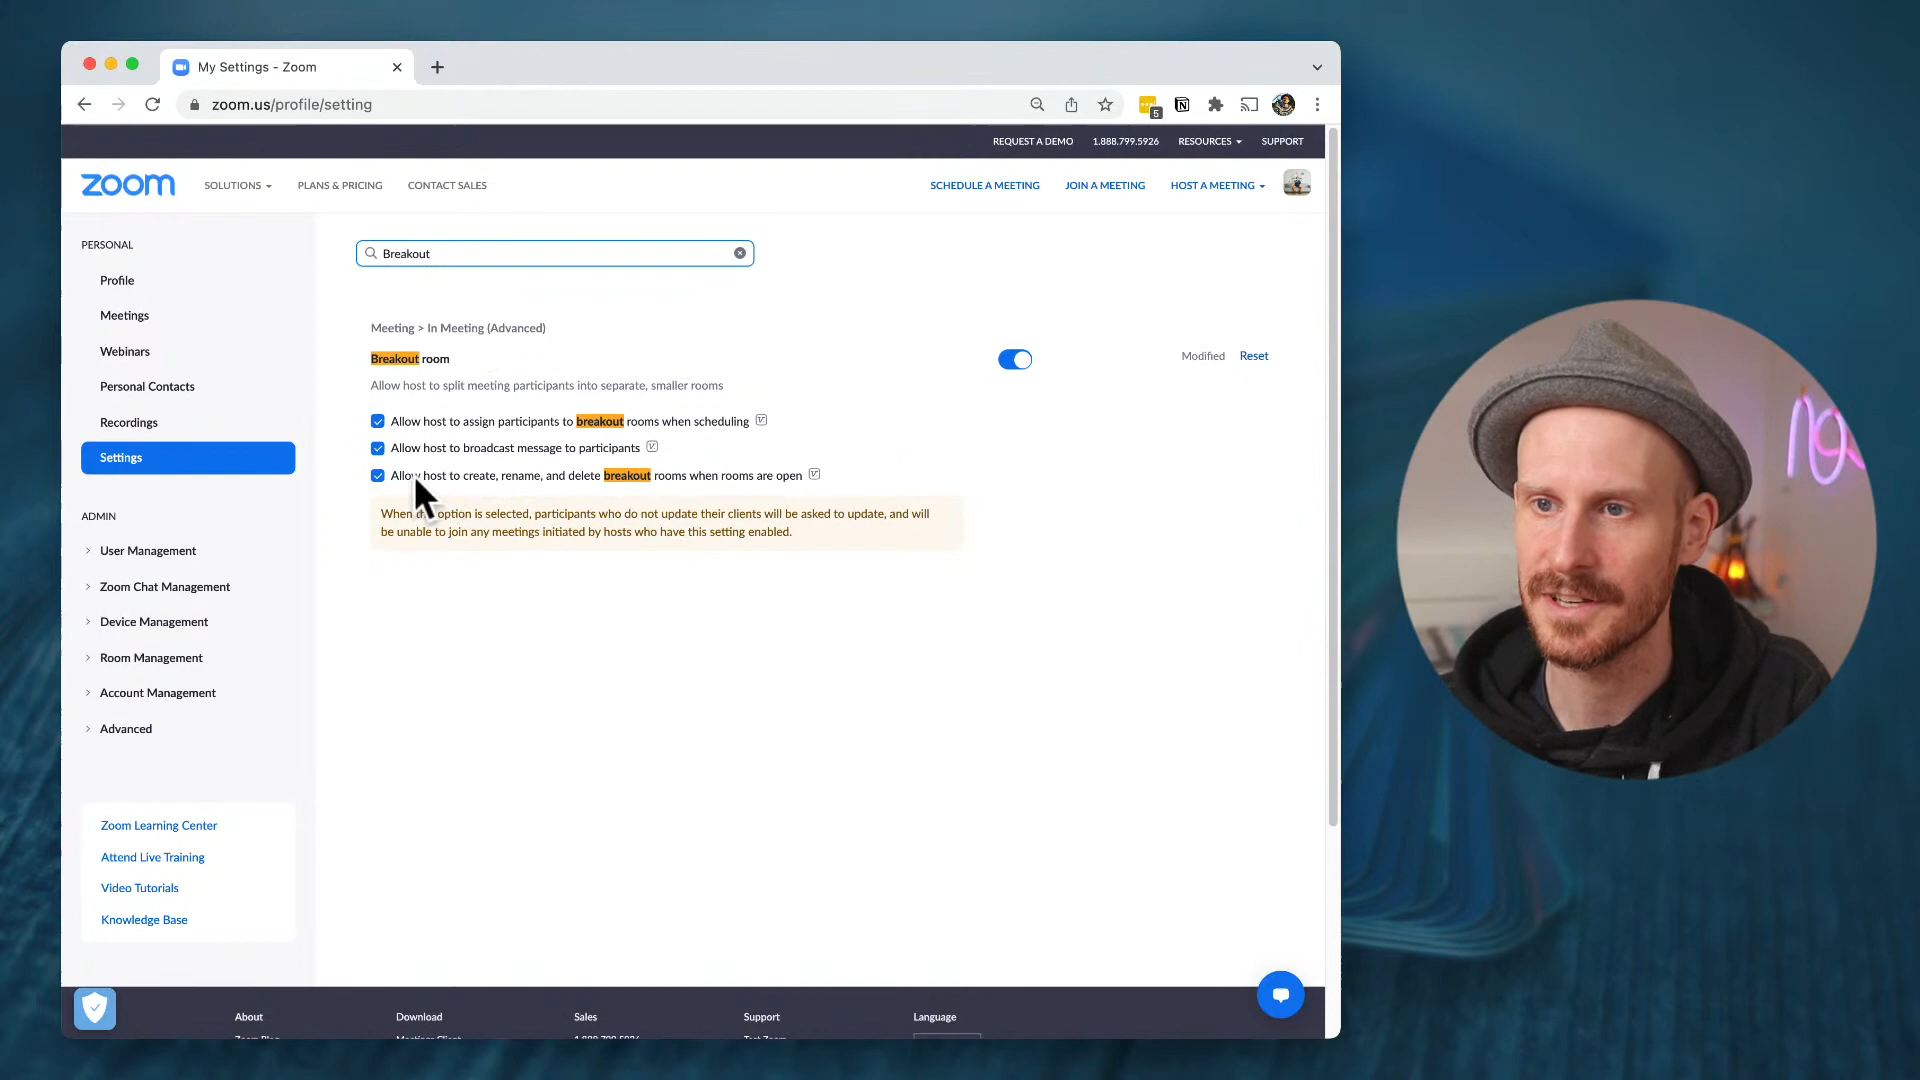 My Settings - Zoom
zoom.us/profile/setting
5
REQUEST A DEMO 1.888.799.5926 RESOURCES SUPPORT
zoom SOLUTIONS PLANS & PRICING CONTACT SALES SCHEDULE A MEETING JOIN A MEETING HOST A MEETING
PERSONAL
Profile
Meetings
Webinars
Personal Contacts
Recordings
Settings
ADMIN
User Management
Zoom Chat Management
Device Management
Room Management
Account Management
Advanced
Zoom Learning Center
Attend Live Training
Video Tutorials
Knowledge Base
Breakout
Meeting > In Meeting (Advanced)
Breakout room
Modified Reset
Allow host to split meeting participants into separate, smaller rooms
Allow host to assign participants to breakout rooms when scheduling
Allow host to broadcast message to participants
Allow host to create, rename, and delete breakout rooms when rooms are open
When option is selected, participants who do not update their clients will be asked to update, and will
be unable to join any meetings initiated by hosts who have this setting enabled.
About Download Sales Support Language